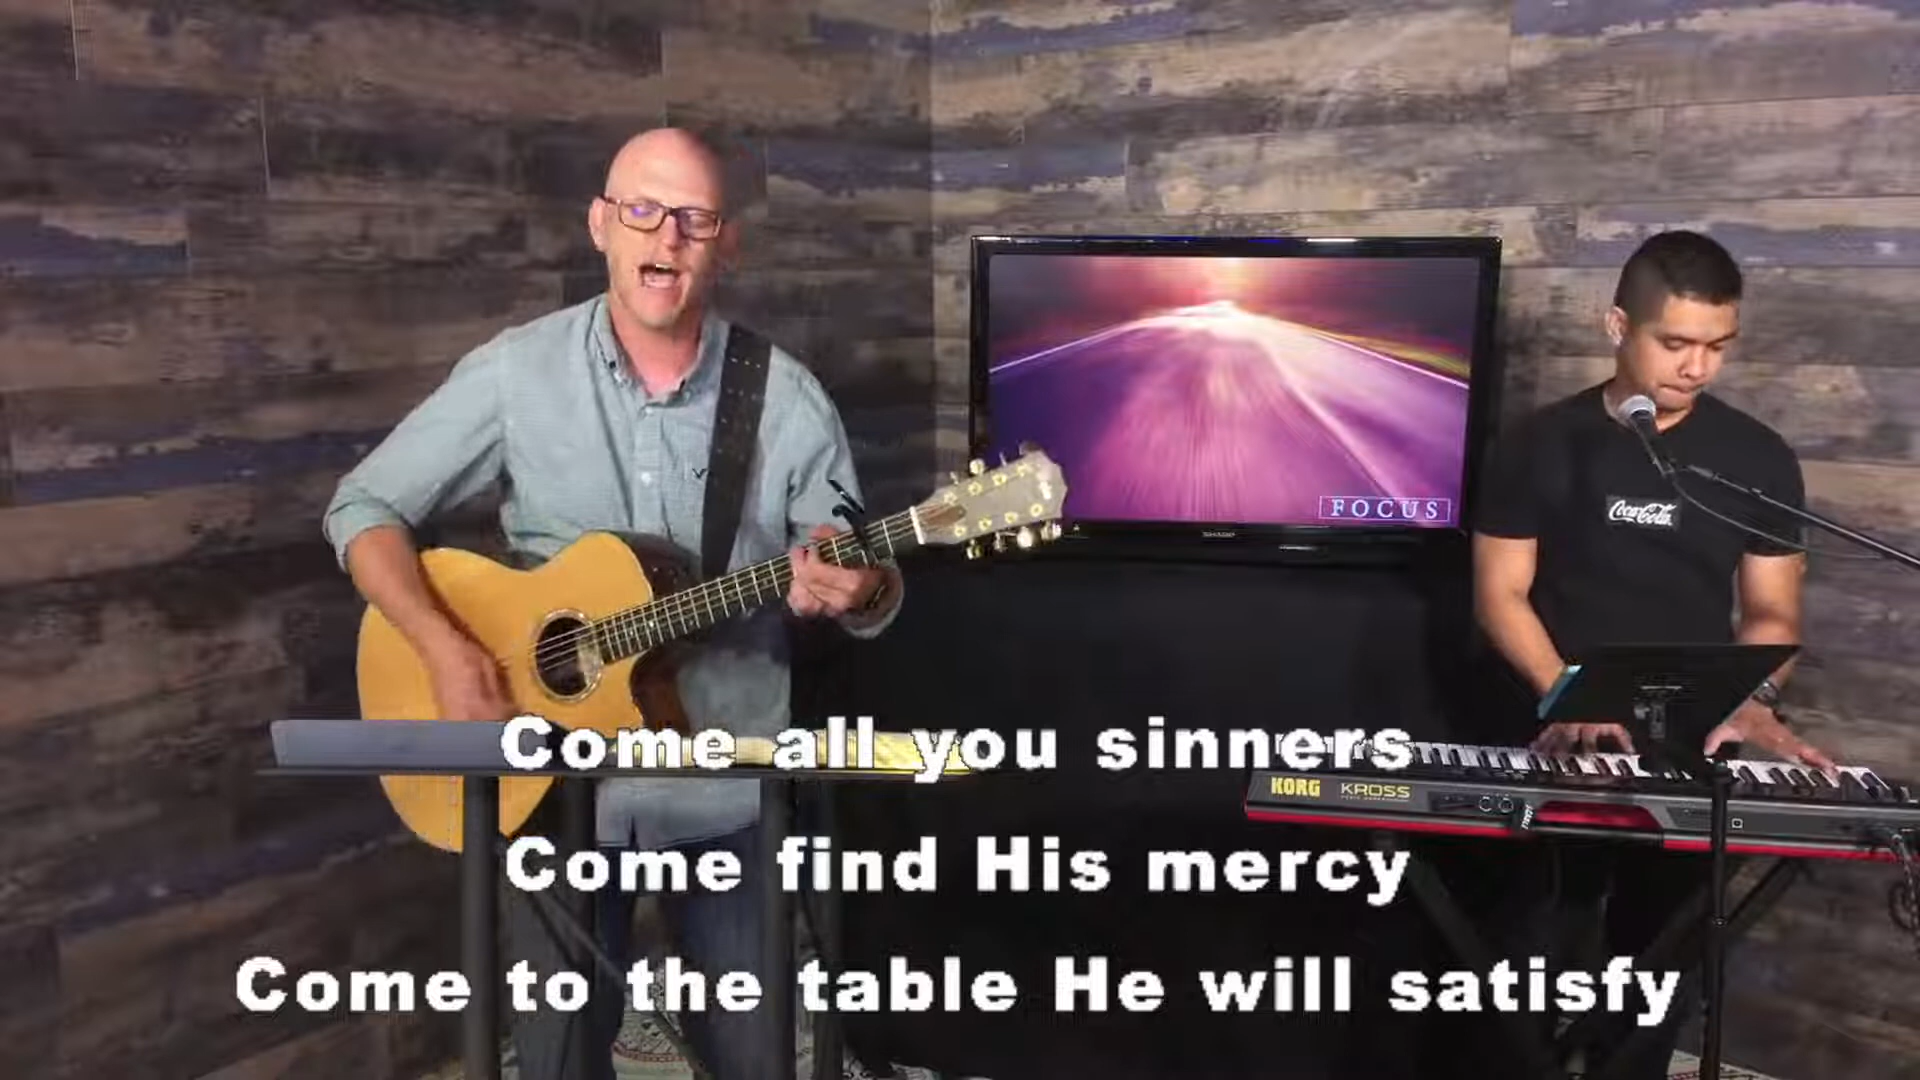 FOCUS
SHARP
Coca-Cola
Come all you sinners
KORG KROSS
Come find His mercy
Come to the table He will satisfy